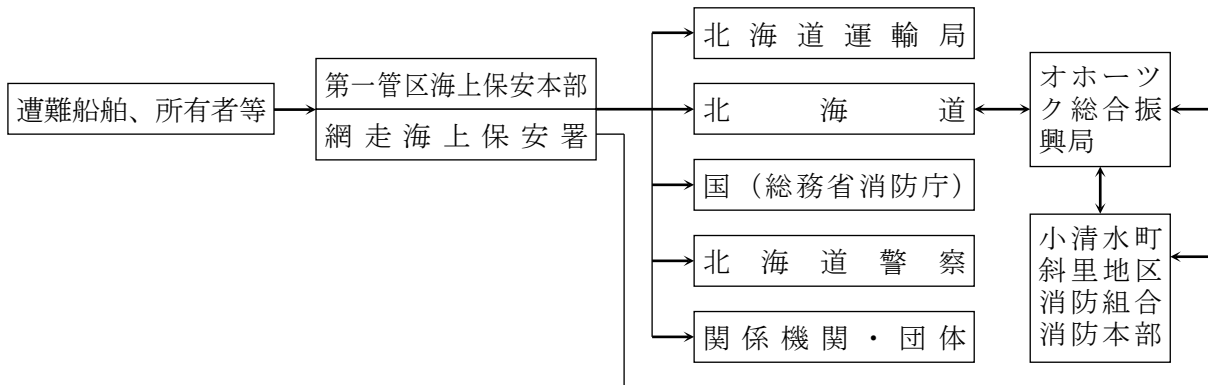 遭難船舶、所有者等
第一管区海上保安本部
網走海上保安署
北海道運輸局
北海道
国（総務省消防庁）
北海道警察
関係機関・団体
オホーツ
ク総合振
興局
小清水町
斜里地区
消防組合
消防本部